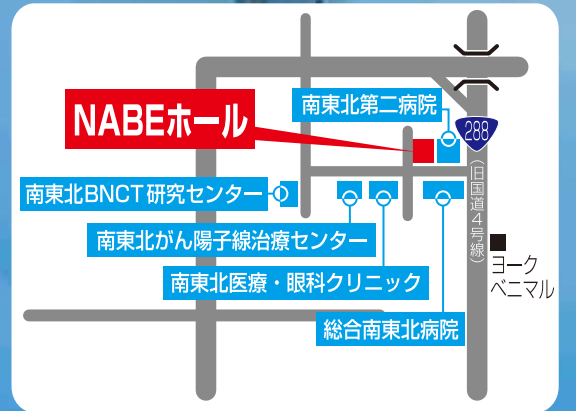 南東北第二病院
NABEホール
288
(旧国道4号線)
南東北BNCT研究センター
南東北がん陽子線治療センター
ヨーク
ベニマル
南東北医療・眼科クリニック
総合南東北病院